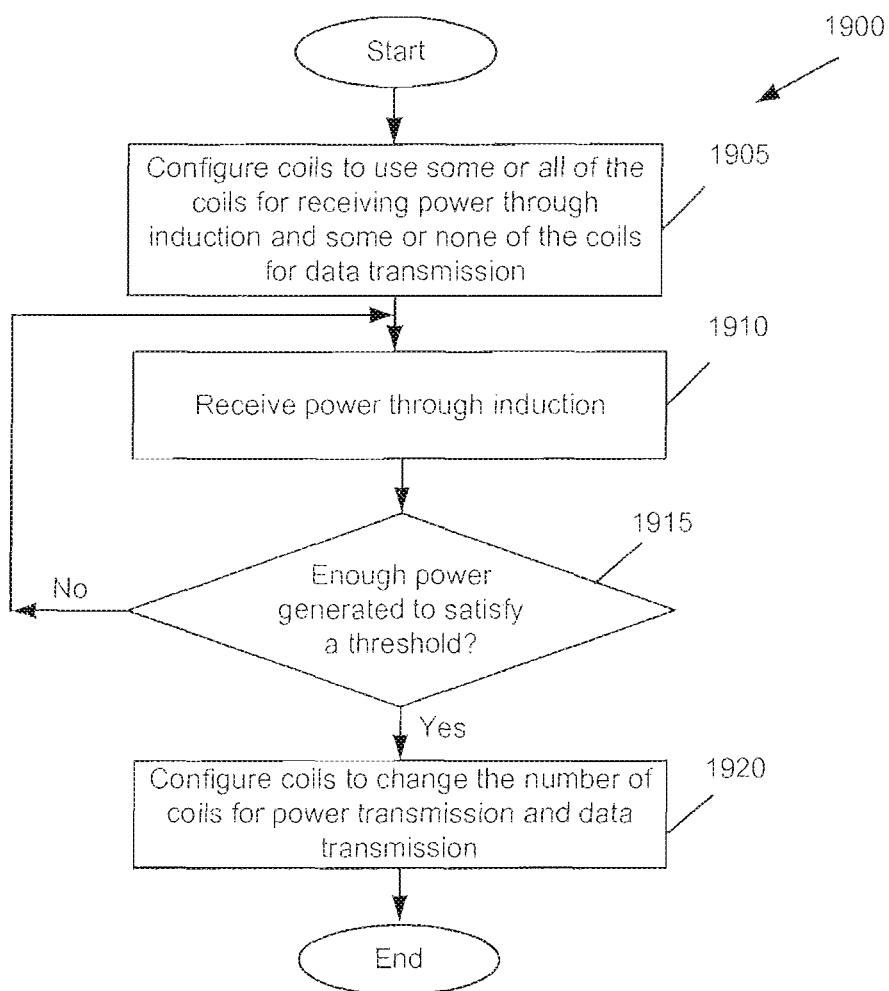 1900
Start
1905
Configure coils to use some or all of the
coils for receiving power through
induction and some or none of the coils
for data transmission
1910
Receive power through induction
1915
Enough power
generated to satisfy
a threshold?
No
Yes
1920
Configure coils to change the number of
coils for power transmission and data
transmission
End